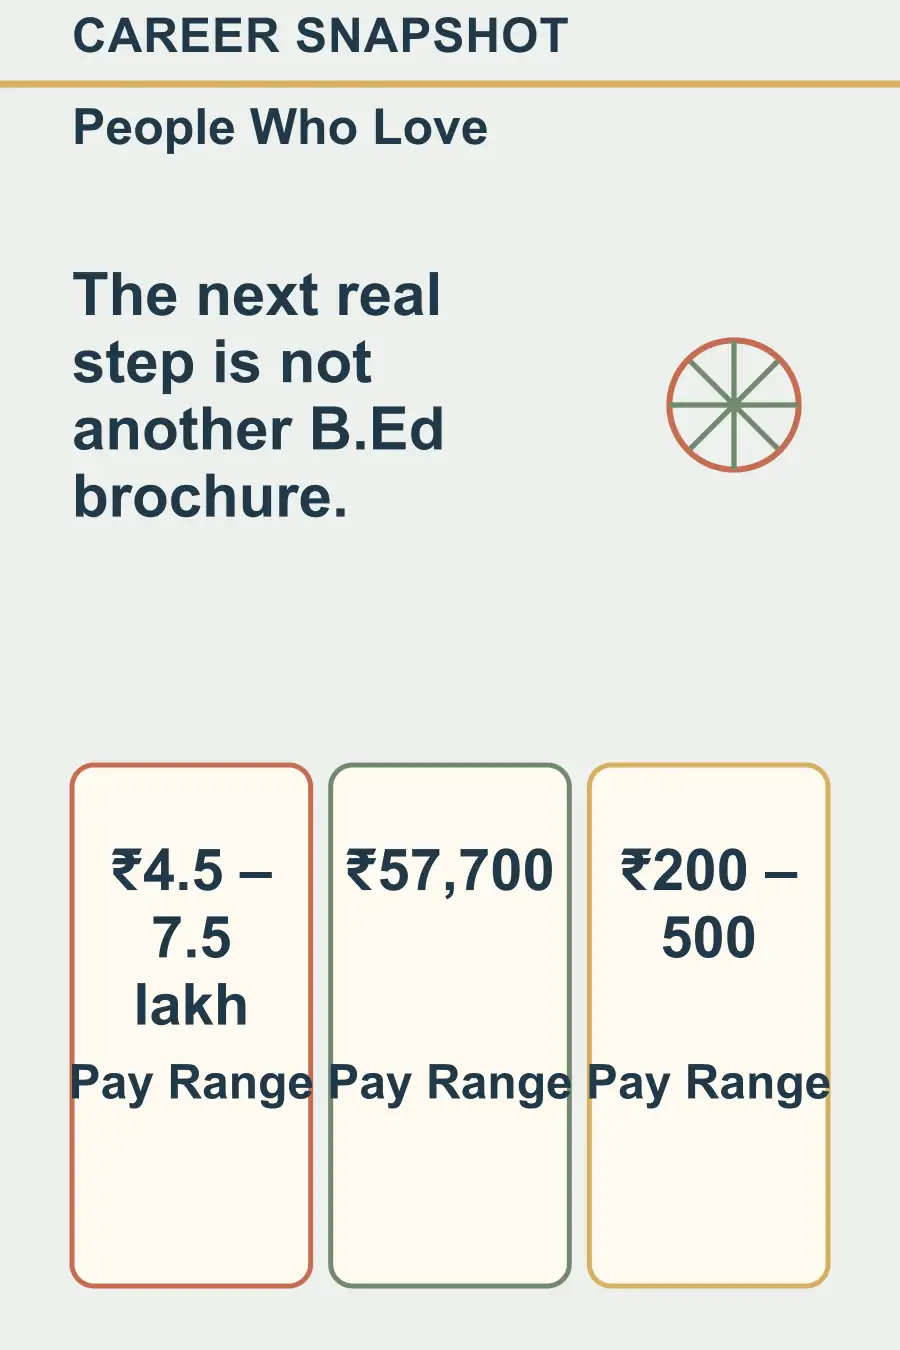 CAREER SNAPSHOT
People Who Love
The next real
step is not
another B.Ed
brochure.
₹4.5 –
7.5
lakh
Pay Range
₹57,700
Pay Range
₹200 –
500
Pay Range